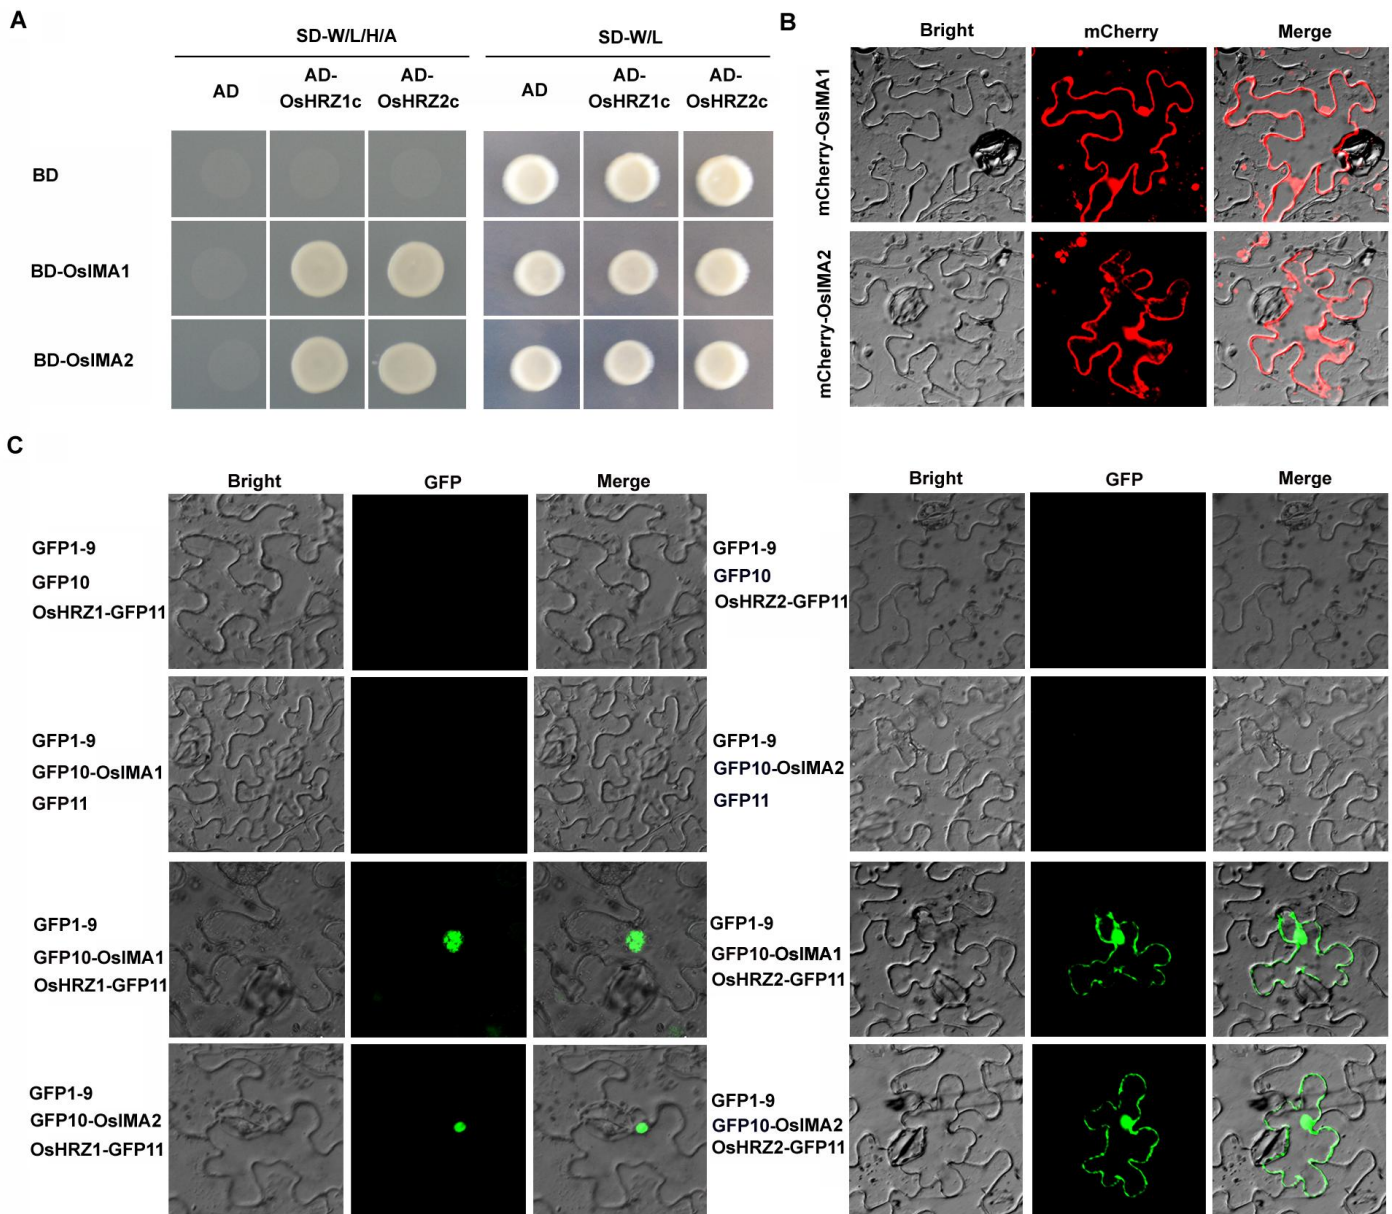 A
SD-W/L/H/A
SD-W/L
AD
AD-
OsHRZ1c
AD-
OsHRZ2c
AD
AD-
OsHRZ1c
AD-
OsHRZ2c
BD
BD-OsIMA1
BD-OsIMA2
B
Bright
mCherry
Merge
mCherry-OsIMA1
mCherry-OsIMA2
C
Bright
GFP
Merge
GFP1-9
GFP10
OsHRZ1-GFP11
GFP1-9
GFP10-OsIMA1
GFP11
GFP1-9
GFP10-OsIMA1
OsHRZ1-GFP11
GFP1-9
GFP10-OsIMA2
OsHRZ1-GFP11
Bright
GFP
Merge
GFP1-9
GFP10
OsHRZ2-GFP11
GFP1-9
GFP10-OsIMA2
GFP11
GFP1-9
GFP10-OsIMA1
OsHRZ2-GFP11
GFP1-9
GFP10-OsIMA2
OsHRZ2-GFP11